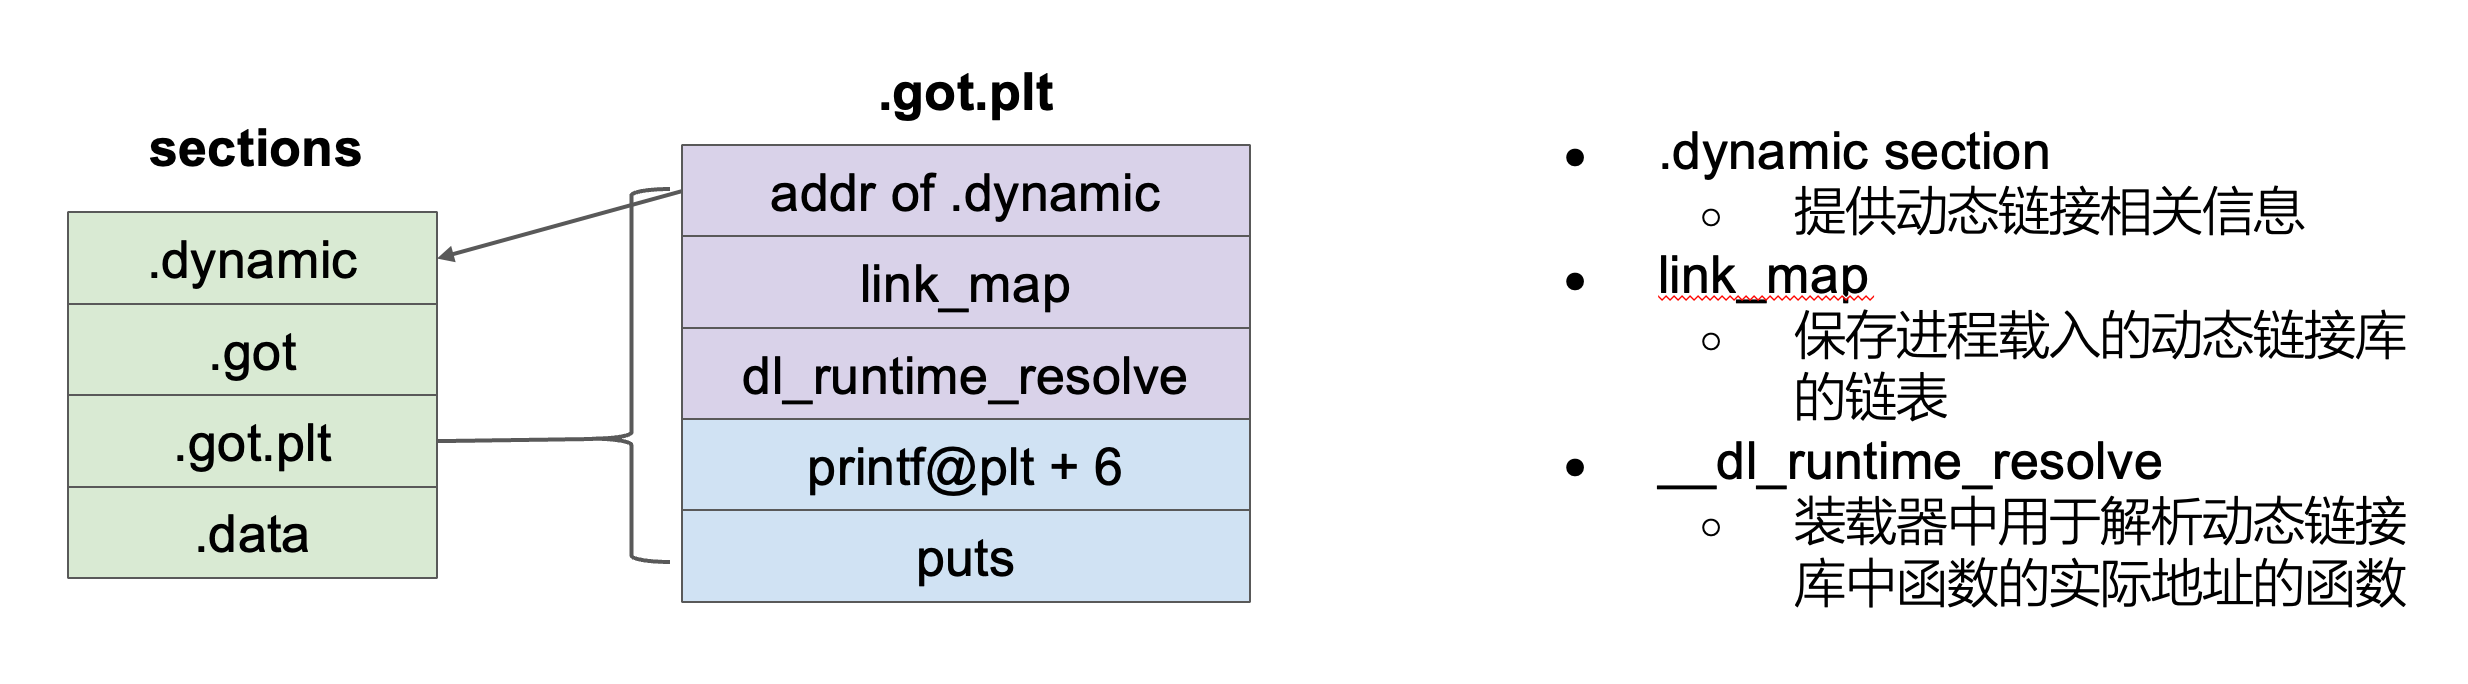 sections
.dynamic
.got
.got.plt
.data
.got.plt
addr of .dynamic
link_map
dl_runtime_resolve
printf@plt + 6
puts
● .dynamic section
○ 提供动态链接相关信息
● link_map
○ 保存进程载入的动态链接库
的链表
● __dl_runtime_resolve
○ 装载器中用于解析动态链接
库中函数的实际地址的函数